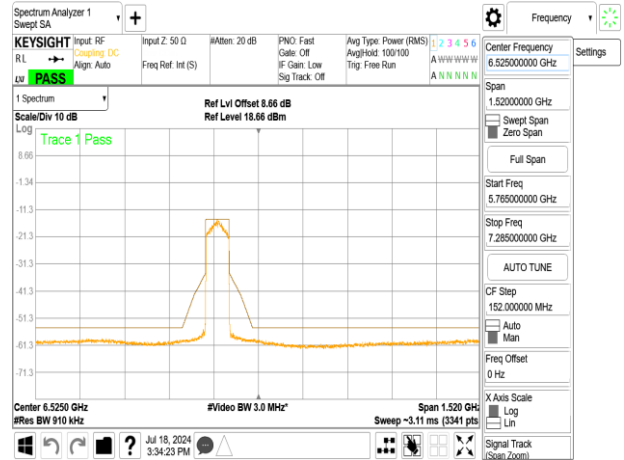 Spectrum Analyzer 1
Swept SA
+
Frequency
KEYSIGHT
Input: RF
Coupling: DC
Align: Auto
Input Z: 50 Ω
Freq Ref: Int (S)
#Atten: 20 dB
PNO: Fast
Gate: Off
IF Gain: Low
Sig Track: Off
Avg Type: Power (RMS)
Avg|Hold: 100/100
Trig: Free Run
1 2 3 4 5 6
A W W W W W
A N N N N N
R L
LW PASS
1 Spectrum
Scale/Div 10 dB
Ref Lvl Offset 8.66 dB
Ref Level 18.66 dBm
Log
Trace 1 Pass
8.66
-1.34
-11.3
-21.3
-31.3
-41.3
-51.3
-61.3
-71.3
Center 6.5250 GHz
#Res BW 910 kHz
#Video BW 3.0 MHz*
Span 1.520 GHz
Sweep ~3.11 ms (3341 pts
Jul 18, 2024
3:34:23 PM
Center Frequency
6.525000000 GHz
Settings
Span
1.52000000 GHz
Swept Span
Zero Span
Full Span
Start Freq
5.765000000 GHz
Stop Freq
7.285000000 GHz
AUTO TUNE
CF Step
152.000000 MHz
Auto
Man
Freq Offset
0 Hz
X Axis Scale
Log
Lin
Signal Track
(Span Zoom)